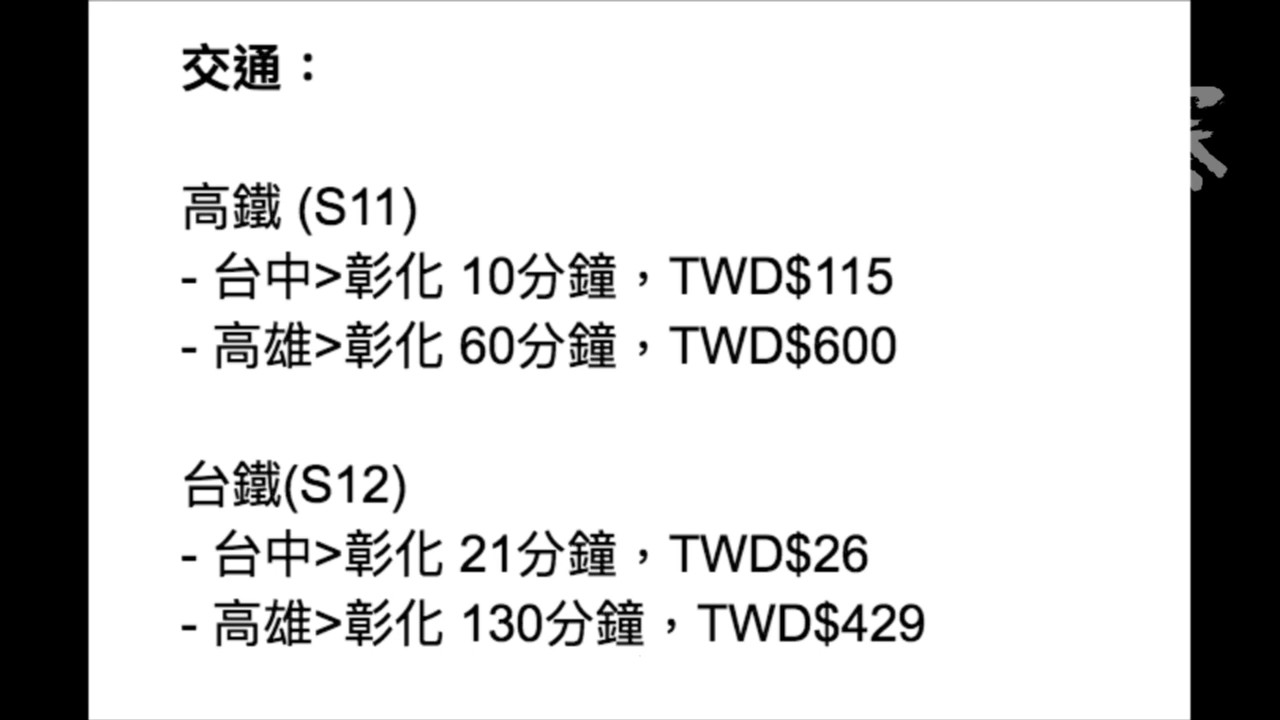 交通：
高鐵 (S11)
- 台中>彰化 10分鐘，TWD$115
- 高雄>彰化 60分鐘，TWD$600
台鐵(S12)
- 台中>彰化 21分鐘，TWD$26
- 高雄>彰化 130分鐘，TWD$429